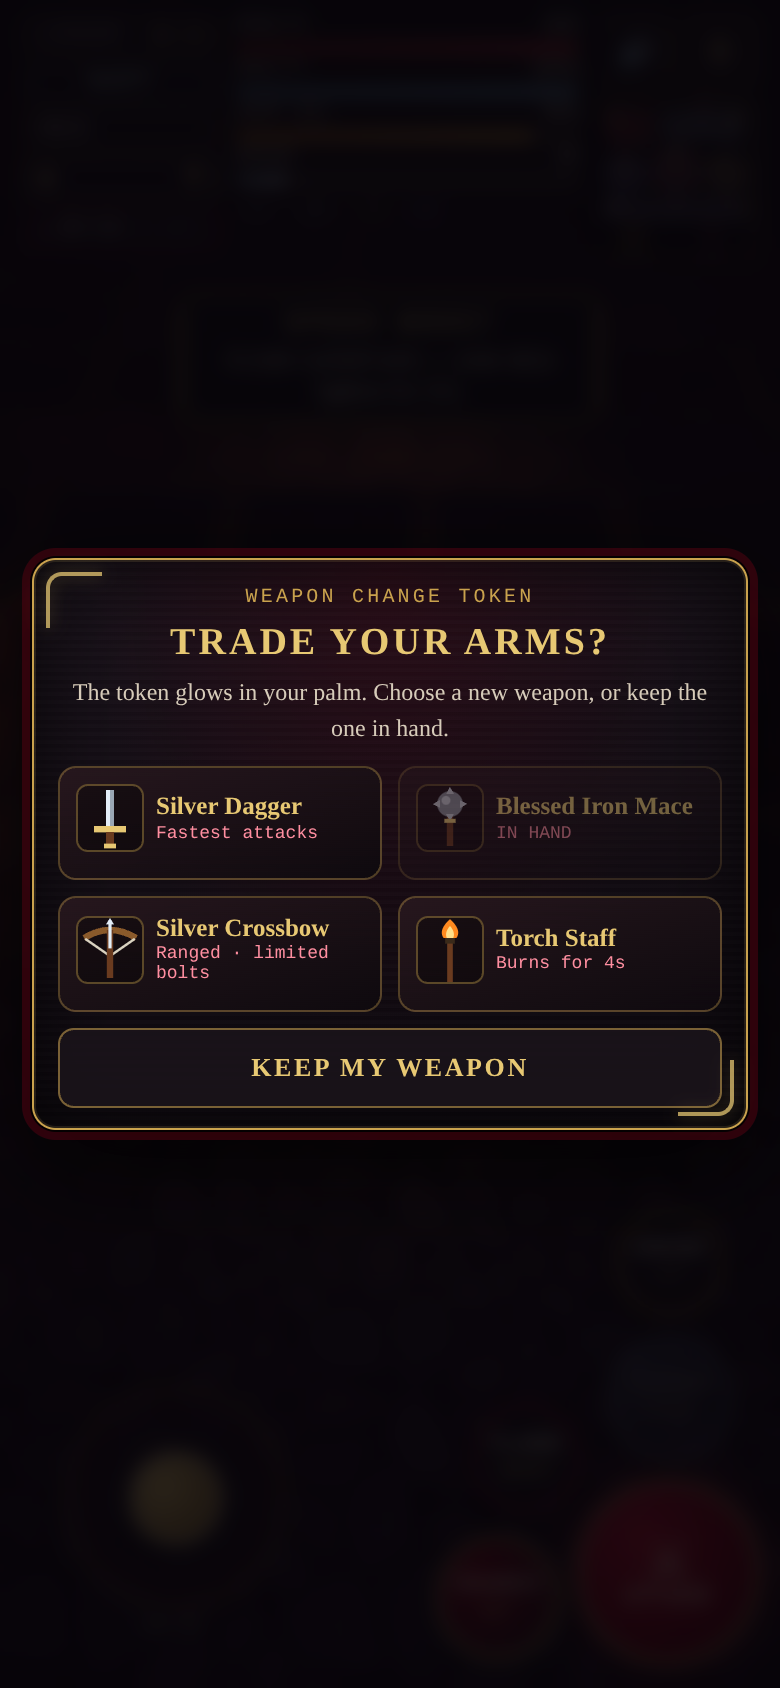 WEAPON CHANGE TOKEN
TRADE YOUR ARMS?
The token glows in your palm. Choose a new weapon, or keep the
one in hand.
Silver Dagger
Fastest attacks
Blessed Iron Mace
IN HAND
Silver Crossbow
Ranged · limited
bolts
Torch Staff
Burns for 4s
KEEP MY WEAPON